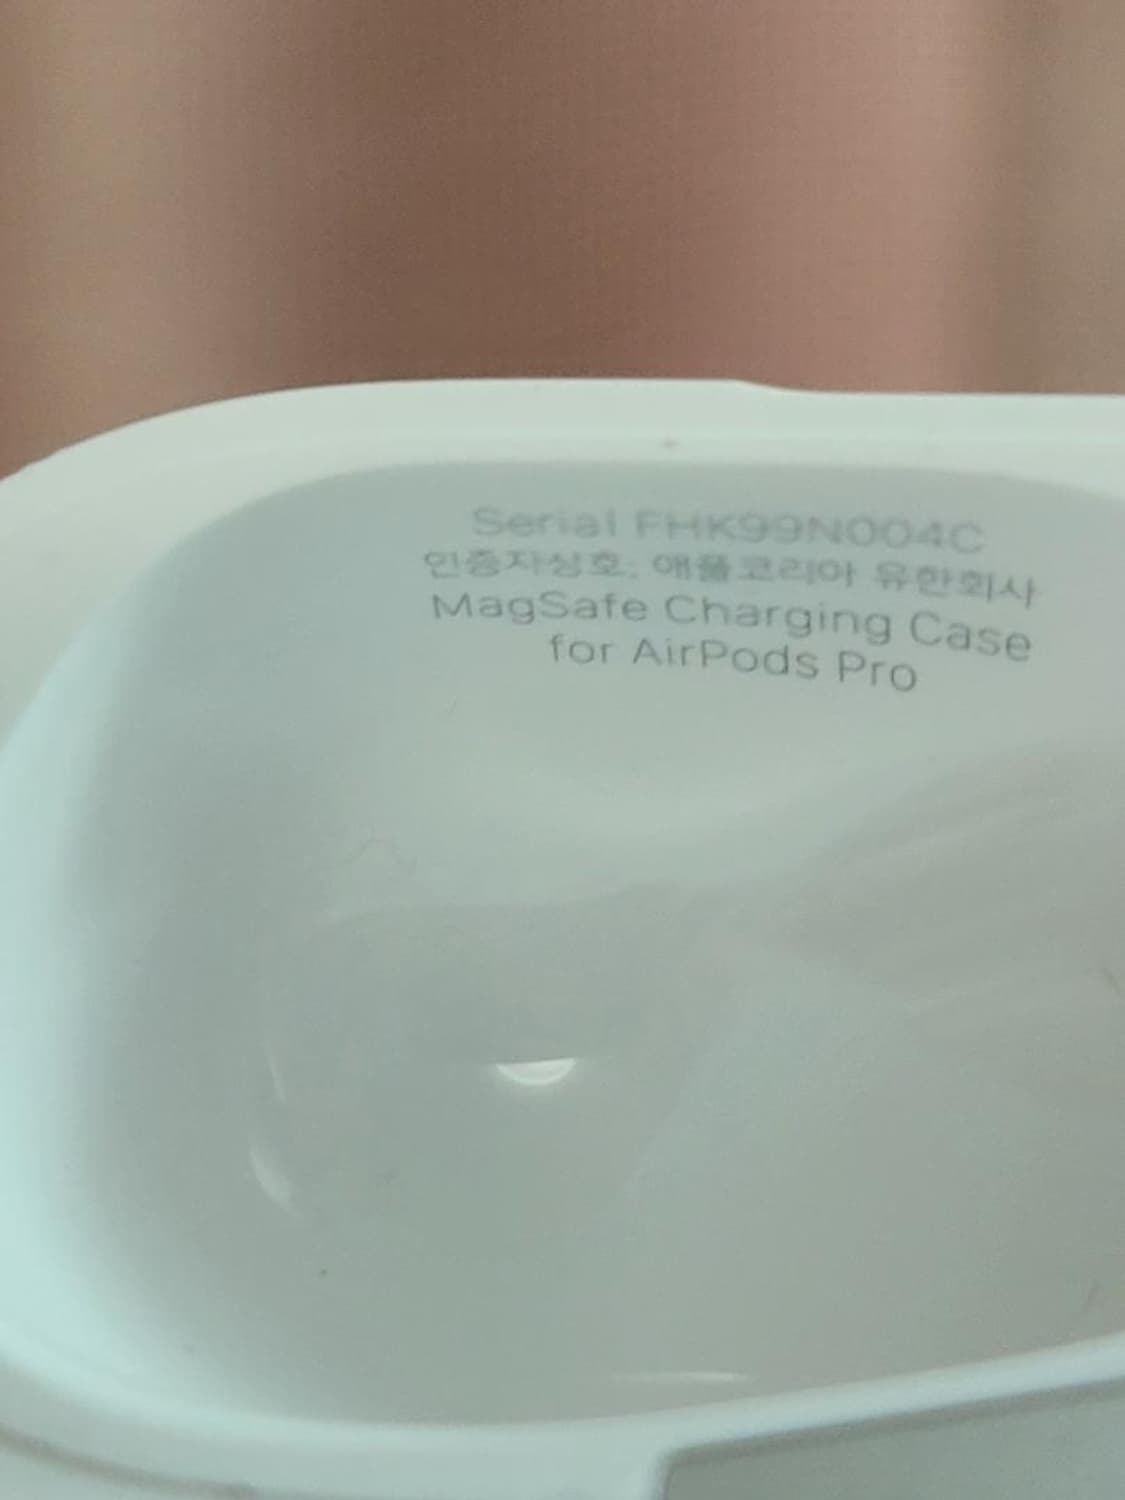 Serial FHK99N004C
인증자상호: 애플코리아 유한회사
MagSafe Charging Case
for AirPods Pro